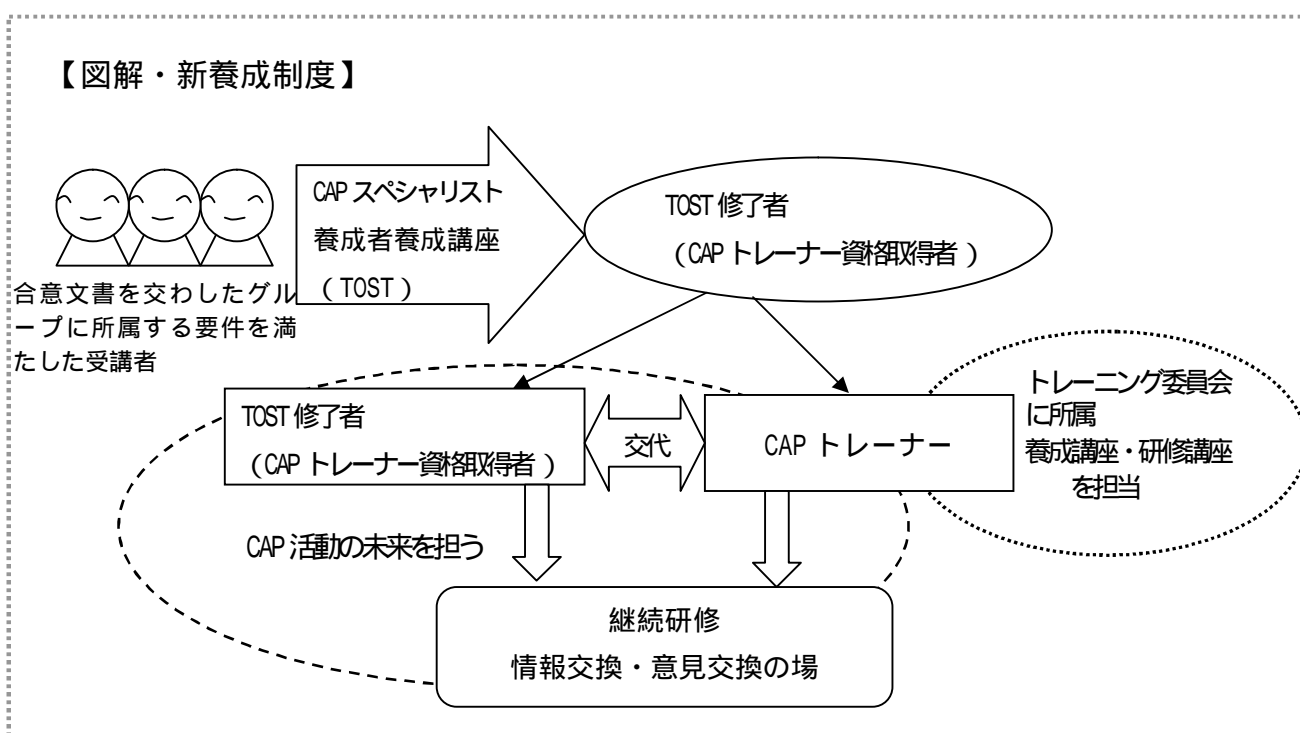 【図解・新養成制度】
CAP スペシャリスト
養成者養成講座
（TOST）
TOST 修了者
（CAP トレーナー資格取得者）
合意文書を交わしたグル
ープに所属する要件を満
たした受講者
TOST 修了者
（CAP トレーナー資格取得者）
交代
CAP トレーナー
トレーニング委員会
に所属
養成講座・研修講座
を担当
CAP 活動の未来を担う
継続研修
情報交換・意見交換の場